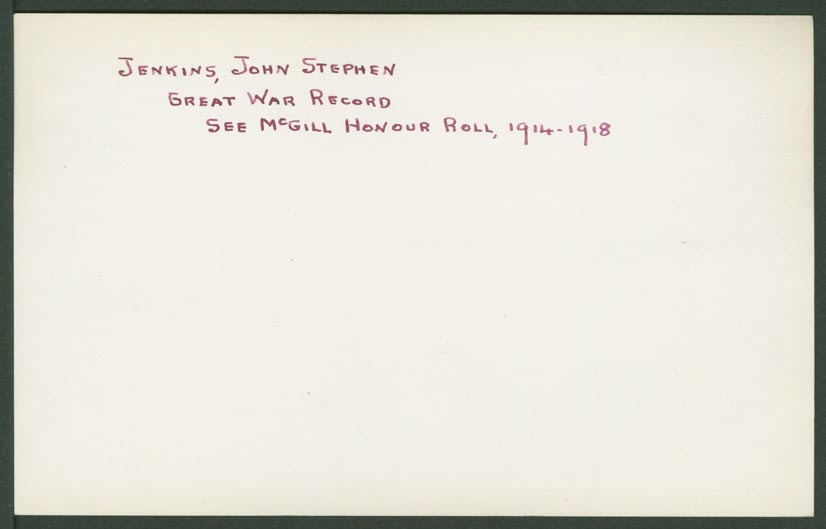 JENKINS, JOHN STEPHEN
GREAT WAR RECORD
SEE McGILL HONOUR ROLL, 1914-1918